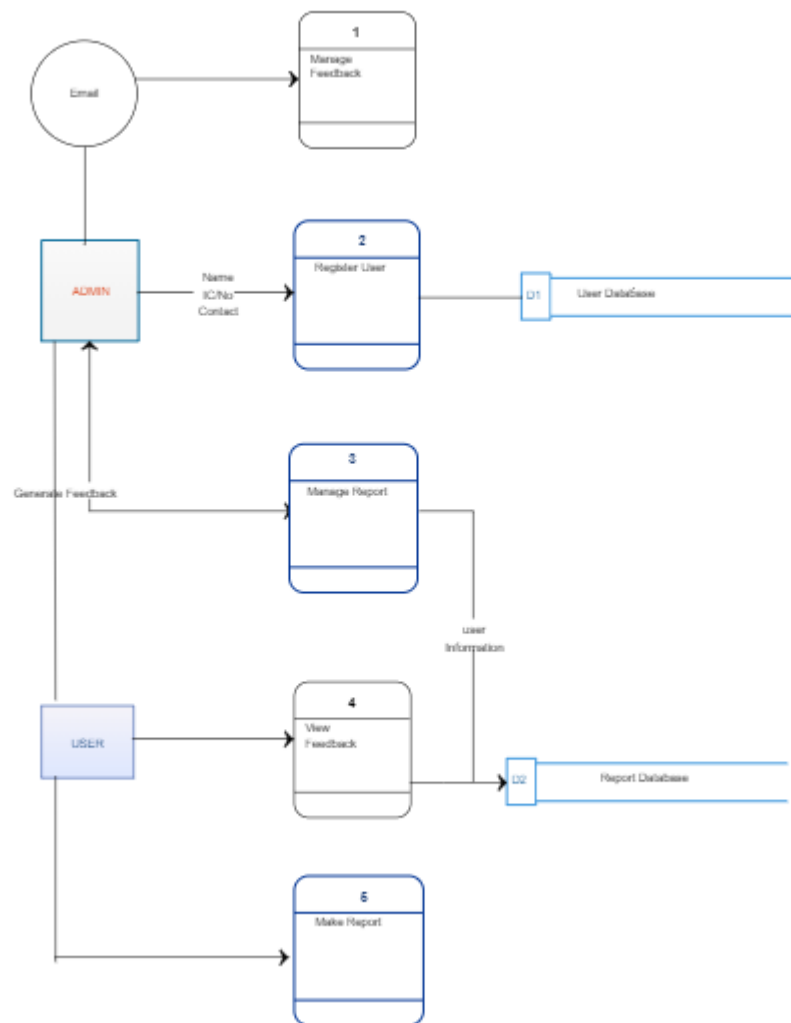 1
Manage
Feedback
Email
2
Register User
ADMIN
Name
IC/No
Contact
D1
User DataBase
3
Manage Report
Generate Feedback
user
Information
4
View
Feedback
USER
D2
Report Database
5
Make Report